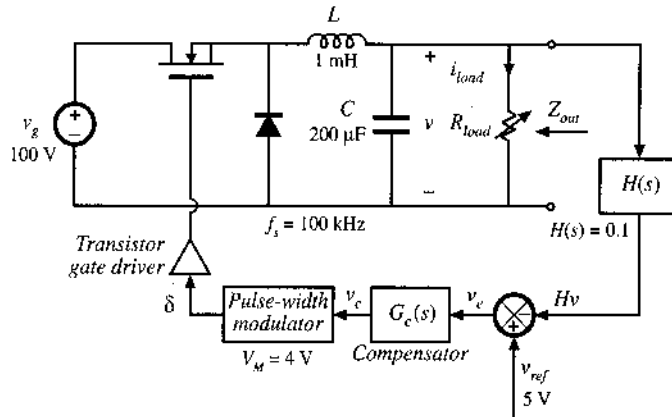 L
1 mH
+
i_load
C
200 µF
v
R_load
Z_out
v_g
100 V
+
−
H(s)
−
f_s = 100 kHz
H(s) = 0.1
Transistor
gate driver
δ
Pulse-width
modulator
v_c
G_c(s)
v_e
−
+
Hv
V_M = 4 V
Compensator
v_ref
5 V